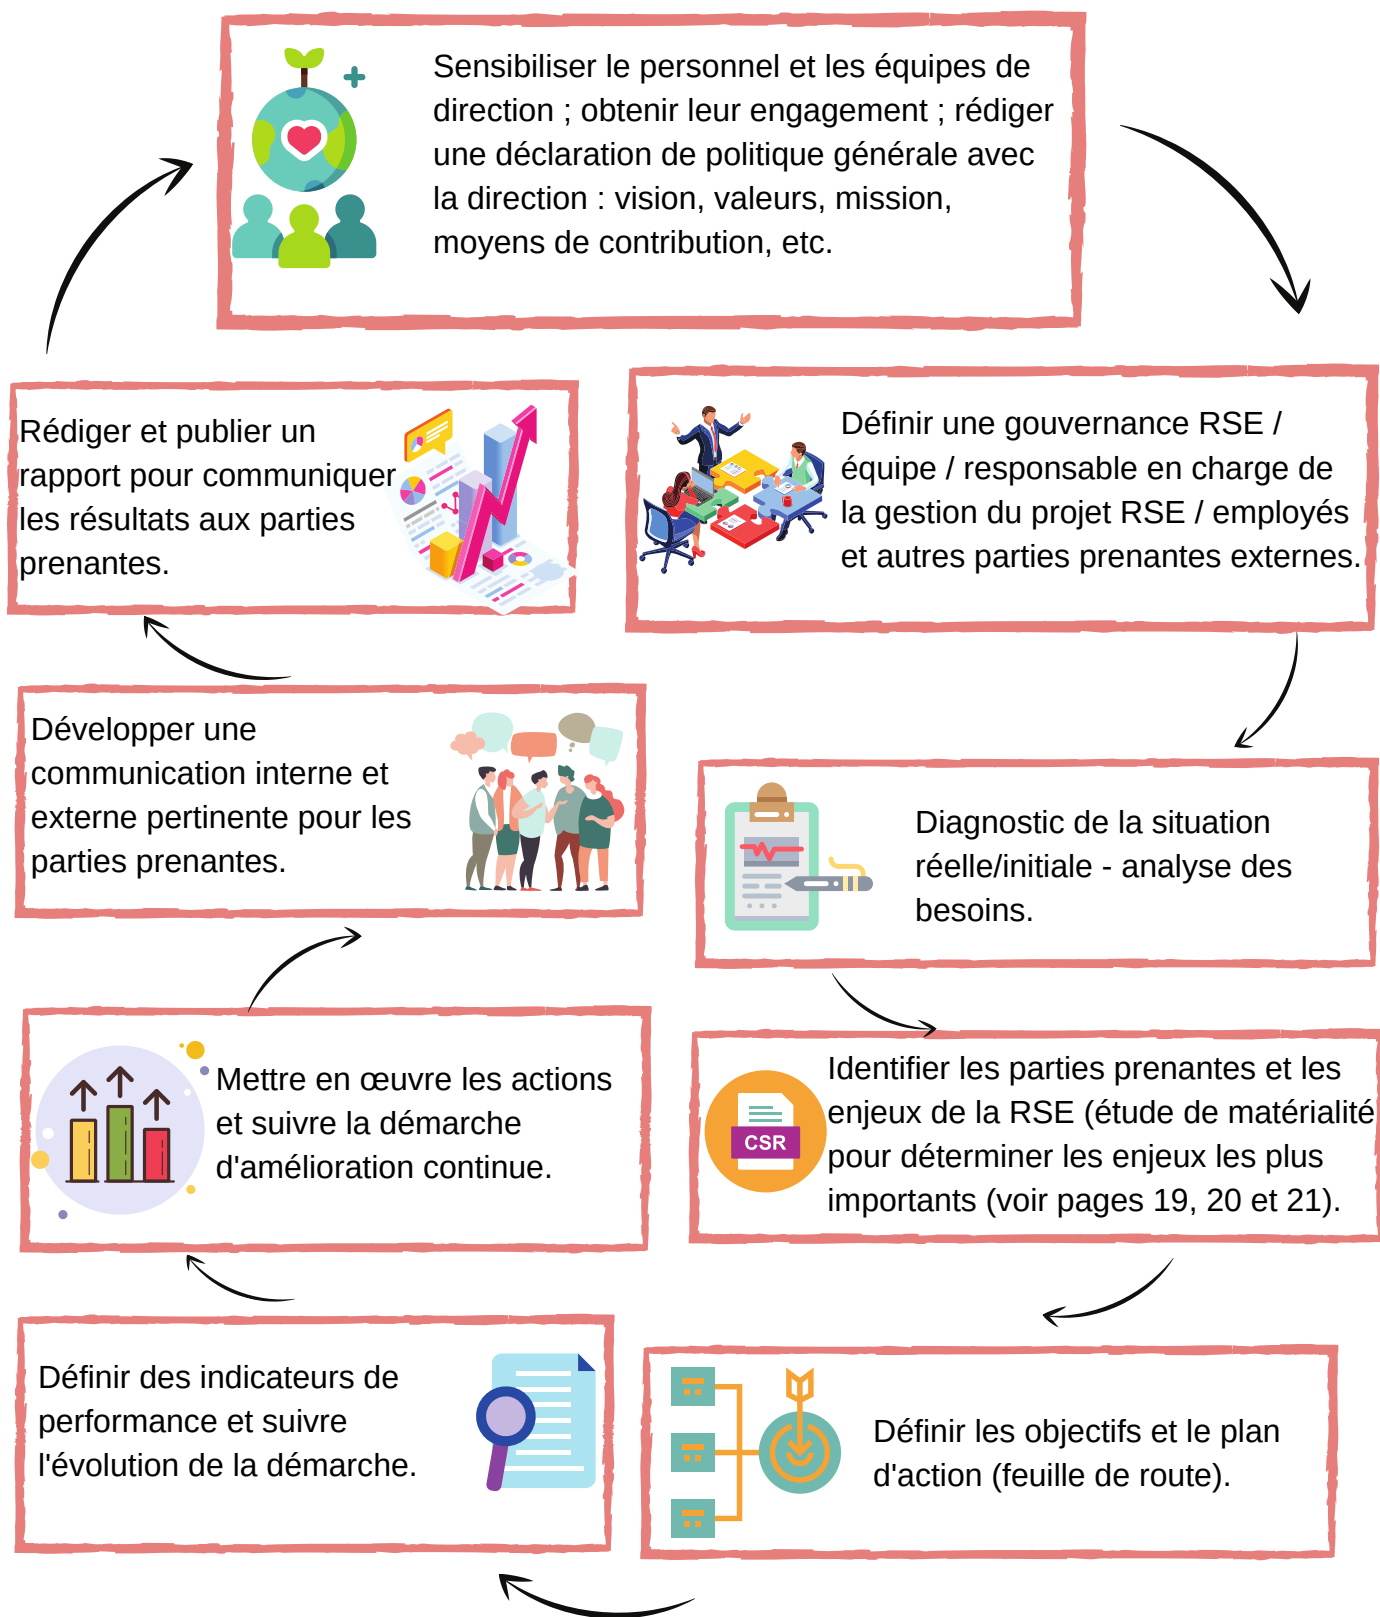 Sensibiliser le personnel et les équipes de
direction ; obtenir leur engagement ; rédiger
une déclaration de politique générale avec
la direction : vision, valeurs, mission,
moyens de contribution, etc.
Définir une gouvernance RSE /
équipe / responsable en charge de
la gestion du projet RSE / employés
et autres parties prenantes externes.
Diagnostic de la situation
réelle/initiale - analyse des
besoins.
CSR
Identifier les parties prenantes et les
enjeux de la RSE (étude de matérialité
pour déterminer les enjeux les plus
importants (voir pages 19, 20 et 21).
Définir les objectifs et le plan
d'action (feuille de route).
Définir des indicateurs de
performance et suivre
l'évolution de la démarche.
Mettre en œuvre les actions
et suivre la démarche
d'amélioration continue.
Développer une
communication interne et
externe pertinente pour les
parties prenantes.
Rédiger et publier un
rapport pour communiquer
les résultats aux parties
prenantes.